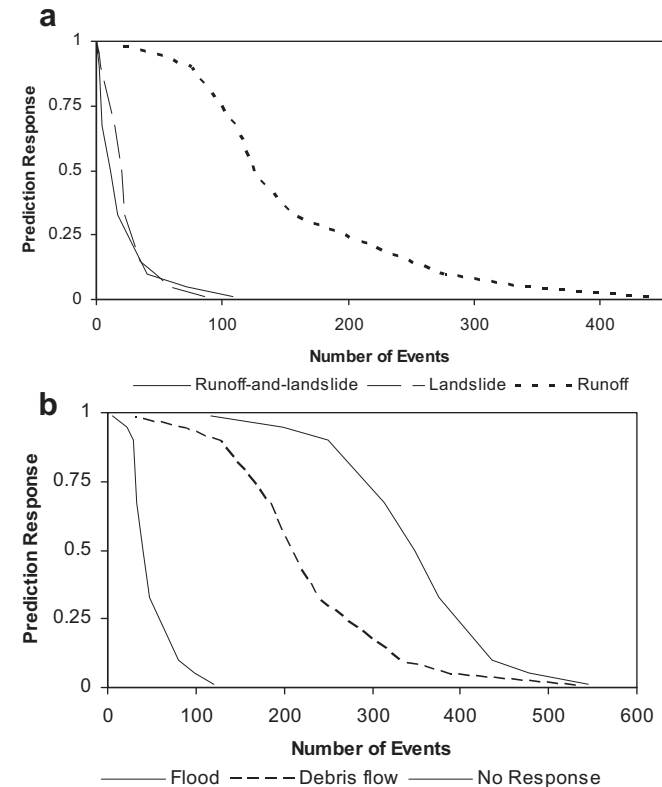 a
1
0.75
0.5
0.25
0
Prediction Response
0 100 200 300 400
Number of Events
Runoff-and-landslide Landslide Runoff
b
1
0.75
0.5
0.25
0
Prediction Response
0 100 200 300 400 500 600
Number of Events
Flood Debris flow No Response